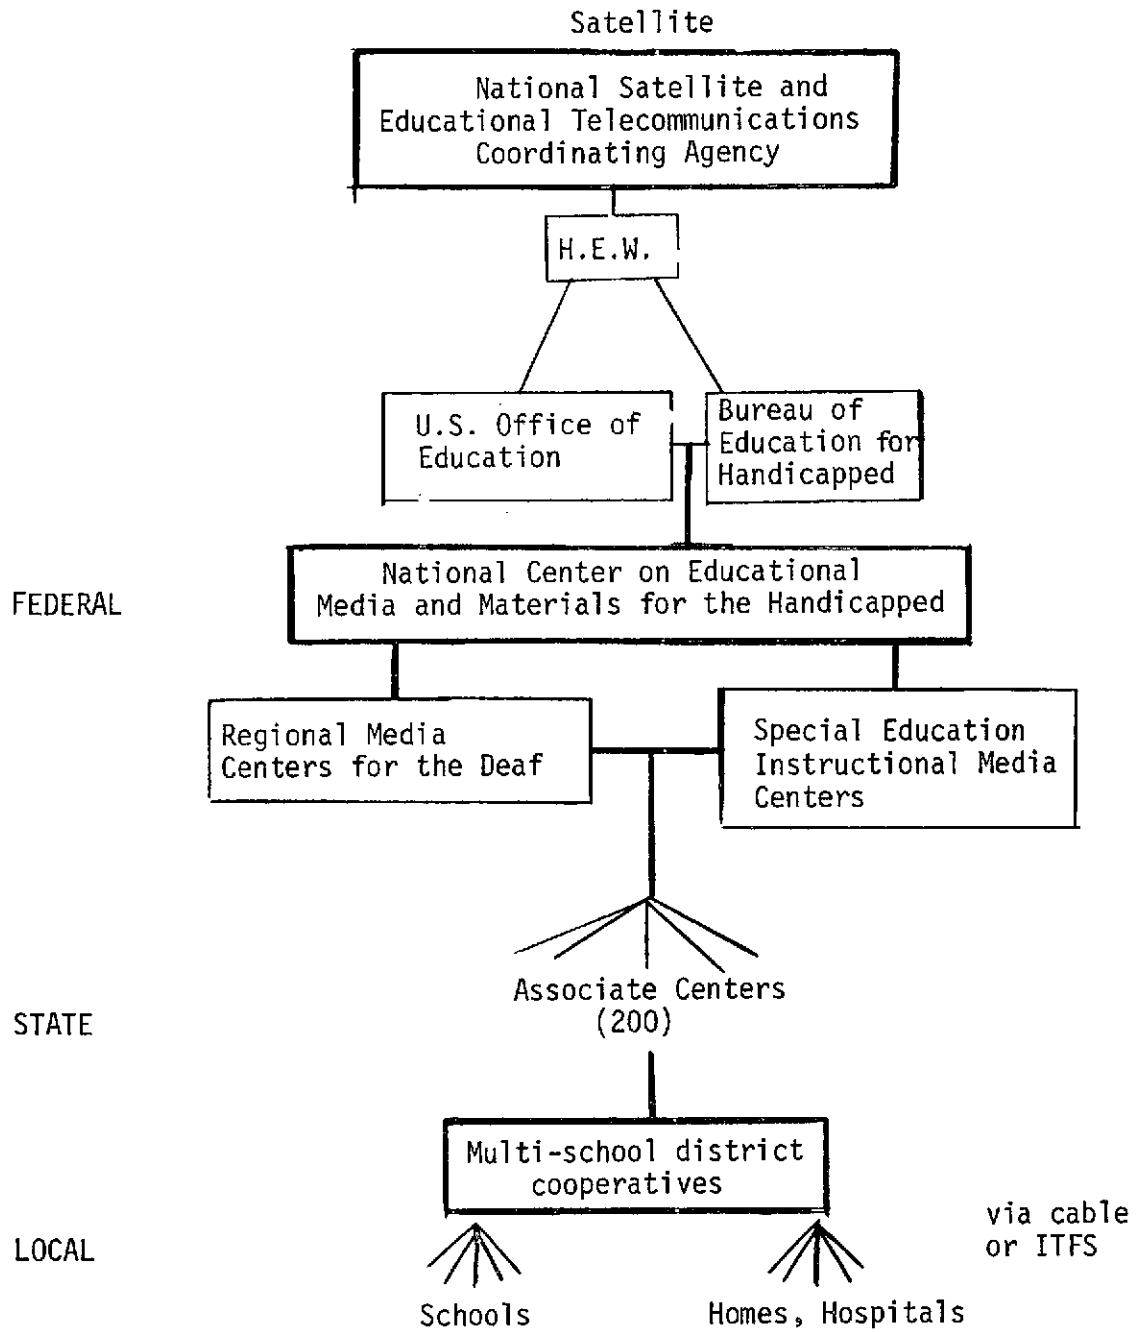 Satellite
National Satellite and
Educational Telecommunications
Coordinating Agency
H.E.W.
U.S. Office of
Education
Bureau of
Education for
Handicapped
National Center on Educational
Media and Materials for the Handicapped
FEDERAL
Regional Media
Centers for the Deaf
Special Education
Instructional Media
Centers
Associate Centers
(200)
STATE
Multi-school district
cooperatives
via cable
or ITFS
LOCAL
Schools
Homes, Hospitals